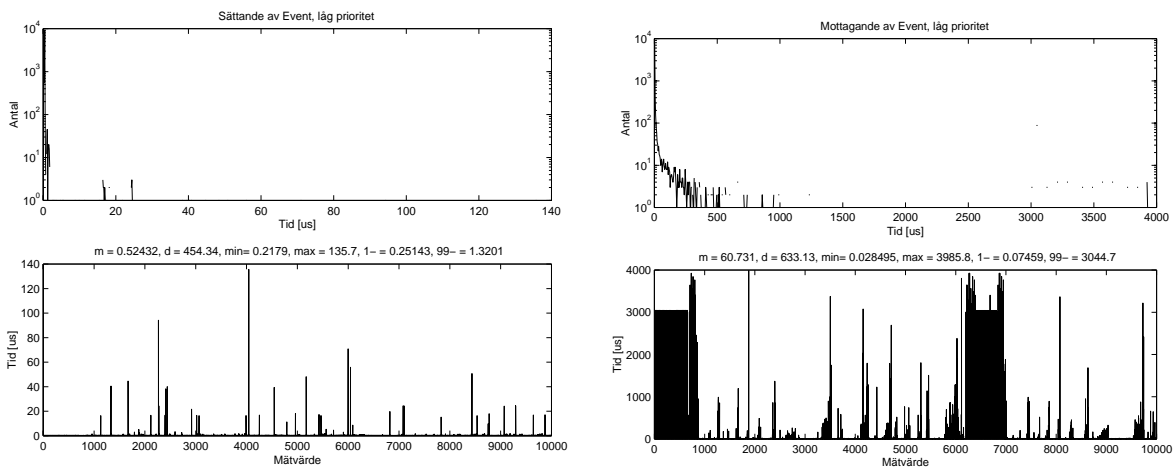 Sättande av Event, låg prioritet
10^4
10^3
10^2
10^1
10^0
Antal
0 20 40 60 80 100 120 140
Tid [us]
m = 0.52432, d = 454.34, min= 0.2179, max = 135.7, 1− = 0.25143, 99− = 1.3201
140
120
100
80
60
40
20
0
Tid [us]
0 1000 2000 3000 4000 5000 6000 7000 8000 9000 10000
Mätvärde
Mottagande av Event, låg prioritet
10^4
10^3
10^2
10^1
10^0
Antal
0 500 1000 1500 2000 2500 3000 3500 4000
Tid [us]
m = 60.731, d = 633.13, min= 0.028495, max = 3985.8, 1− = 0.07459, 99− = 3044.7
4000
3000
2000
1000
0
Tid [us]
0 1000 2000 3000 4000 5000 6000 7000 8000 9000 10000
Mätvärde